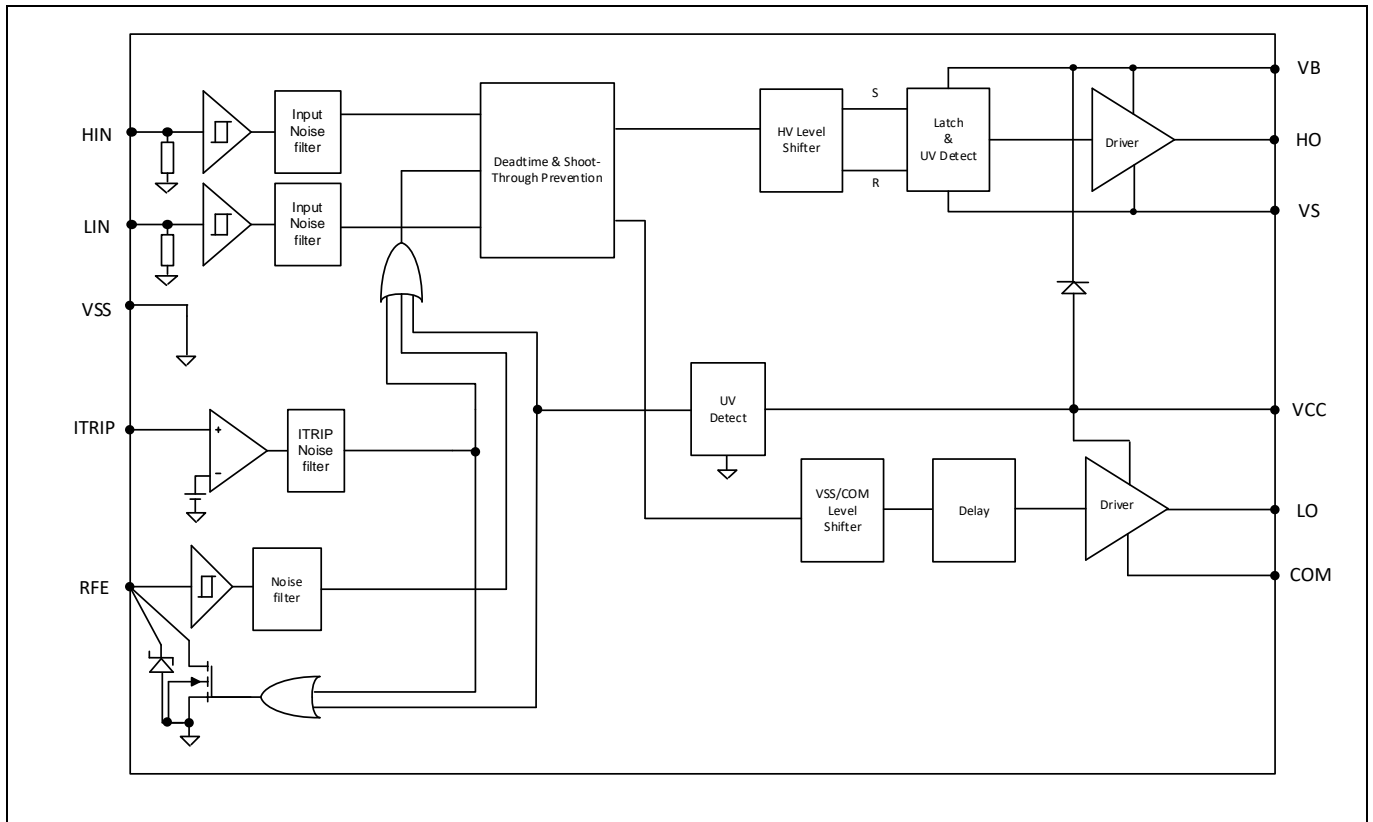 HIN
Input
Noise
filter
LIN
Input
Noise
filter
Deadtime & Shoot-
Through Prevention
HV Level
Shifter
S
R
Latch
&
UV Detect
Driver
VB
HO
VS
VSS
ITRIP
+
-
ITRIP
Noise
filter
UV
Detect
VCC
VSS/COM
Level
Shifter
Delay
Driver
LO
COM
RFE
Noise
filter